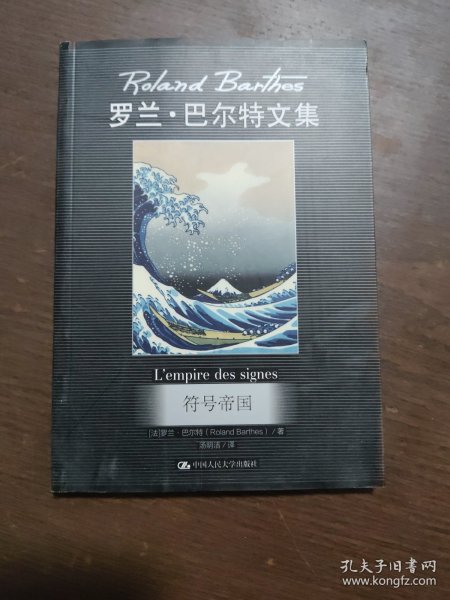 Roland Barthes
罗兰·巴尔特文集
L'empire des signes
符号帝国
[法]罗兰·巴尔特（Roland Barthes）/著
汤明洁/译
中国人民大学出版社
孔夫子旧书网
www.kongfz.com